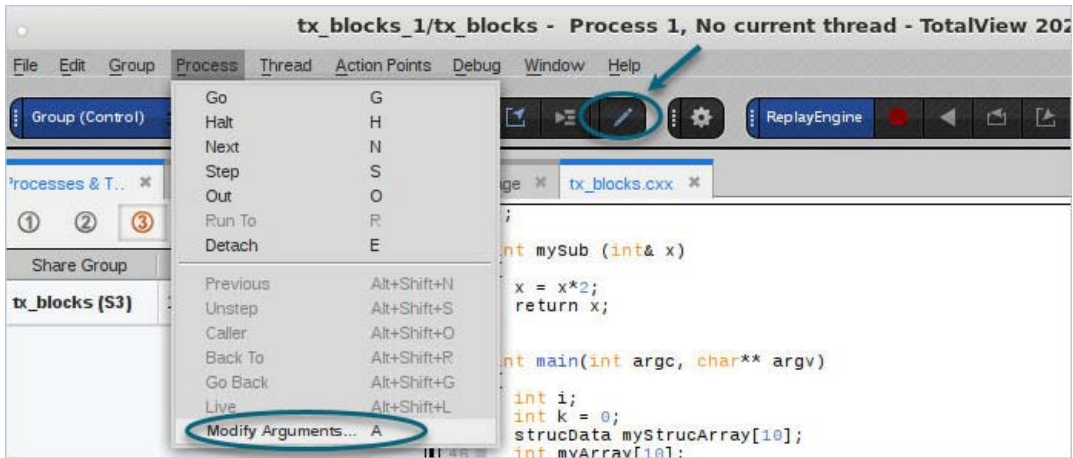 tx_blocks_1/tx_blocks - Process 1, No current thread - TotalView 202
File Edit Group Process Thread Action Points Debug Window Help
Group (Control)
ReplayEngine
Go G
Halt H
Next N
Step S
Out O
Run To R
Detach E
Previous Alt+Shift+N
Unstep Alt+Shift+S
Caller Alt+Shift+O
Back To Alt+Shift+R
Go Back Alt+Shift+G
Live Alt+Shift+L
Modify Arguments... A
Processes & T..
1 2 3
Share Group
tx_blocks (S3)
ge tx_blocks.cxx
;
int mySub (int& x)
x = x*2;
return x;
int main(int argc, char** argv)
int i;
int k = 0;
strucData myStrucArray[10];
46 int myArray[10];